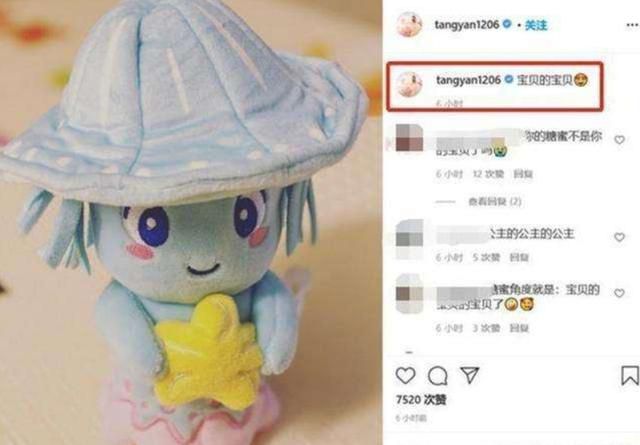 tangyan1206 · 关注
tangyan1206 宝贝的宝贝🤩
6 小时
你的糖蜜不是你
的宝贝了吗😭
6 小时 12 次赞 回复
查看回复 (2)
公主的公主的公主
6 小时 5 次赞 回复
糖蜜角度就是：宝贝的
宝贝的宝贝了
6 小时 3 次赞 回复
7520 次赞
6 小时前